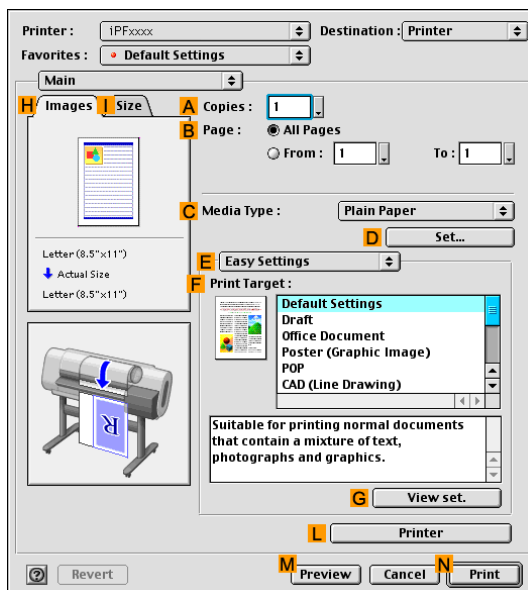 Printer : iPFxxxx Destination : Printer
Favorites : Default Settings
Main
H Images I Size
A Copies : 1
B Page : All Pages
From : 1 To : 1
C Media Type : Plain Paper
D Set...
Letter (8.5"x11")
Actual Size
Letter (8.5"x11")
E Easy Settings
F Print Target :
Default Settings
Draft
Office Document
Poster (Graphic Image)
POP
CAD (Line Drawing)
R
Suitable for printing normal documents
that contain a mixture of text,
photographs and graphics.
G View set.
L Printer
? Revert M Preview Cancel N Print